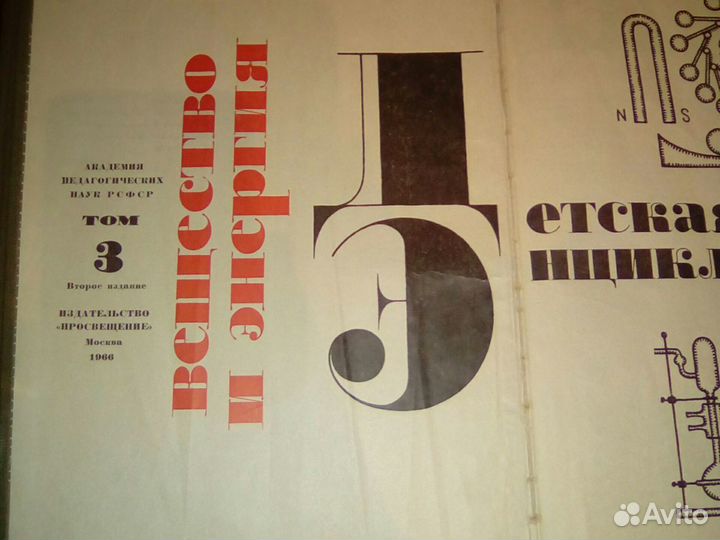 АКАДЕМИЯ
ПЕДАГОГИЧЕСКИХ
НАУК РСФСР
ТОМ
3
Второе издание
ИЗДАТЕЛЬСТВО
«ПРОСВЕЩЕНИЕ»
Москва
1966
ВЕЩЕСТВО
И ЭНЕРГИЯ
Д
Э
етская
нцикл
N S
Avito